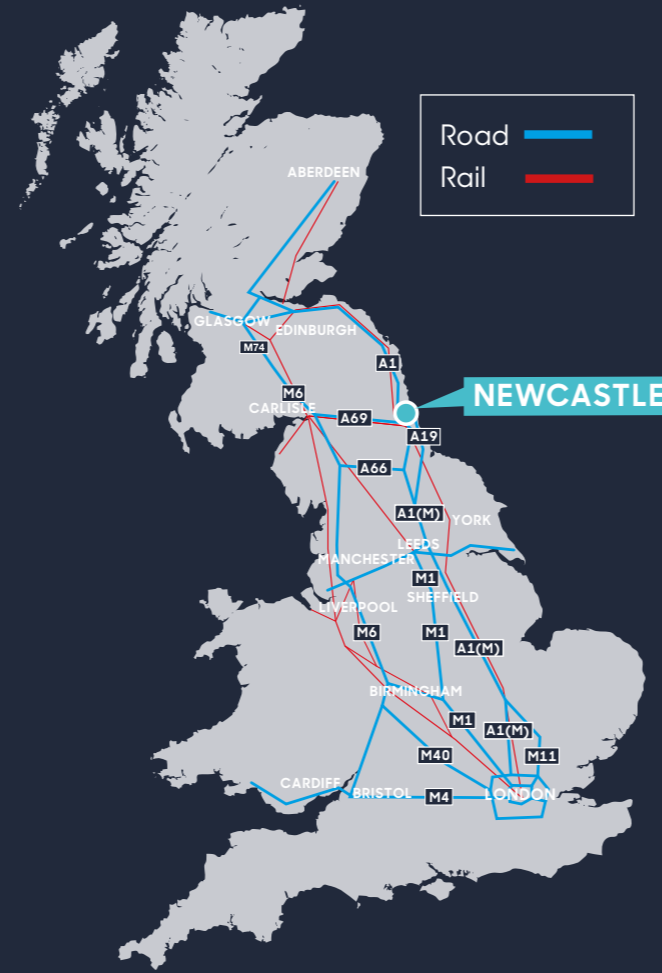 Road
Rail
ABERDEEN
GLASGOW
EDINBURGH
M74
A1
M6
NEWCASTLE
CARLISLE
A69
A19
A66
A1(M)
YORK
LEEDS
MANCHESTER
M1
SHEFFIELD
LIVERPOOL
M6
M1
A1(M)
BIRMINGHAM
M1
A1(M)
M40
M11
CARDIFF
BRISTOL
M4
LONDON